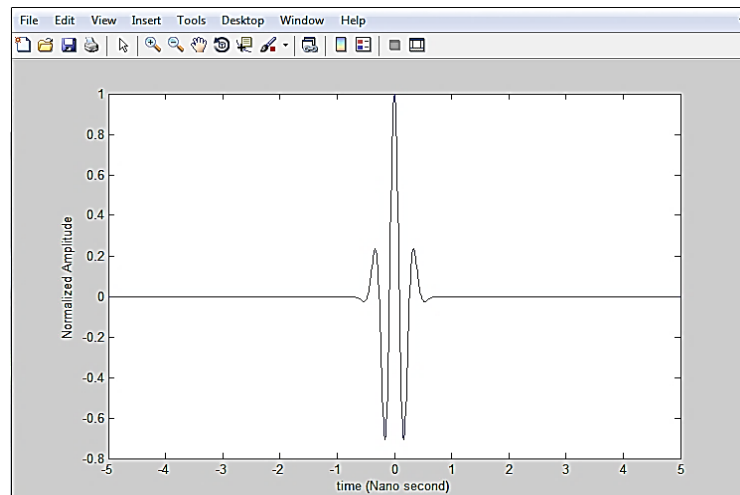 File Edit View Insert Tools Desktop Window Help
1
0.8
0.6
0.4
0.2
0
-0.2
-0.4
-0.6
-0.8
Normalized Amplitude
-5 -4 -3 -2 -1 0 1 2 3 4 5
time (Nano second)